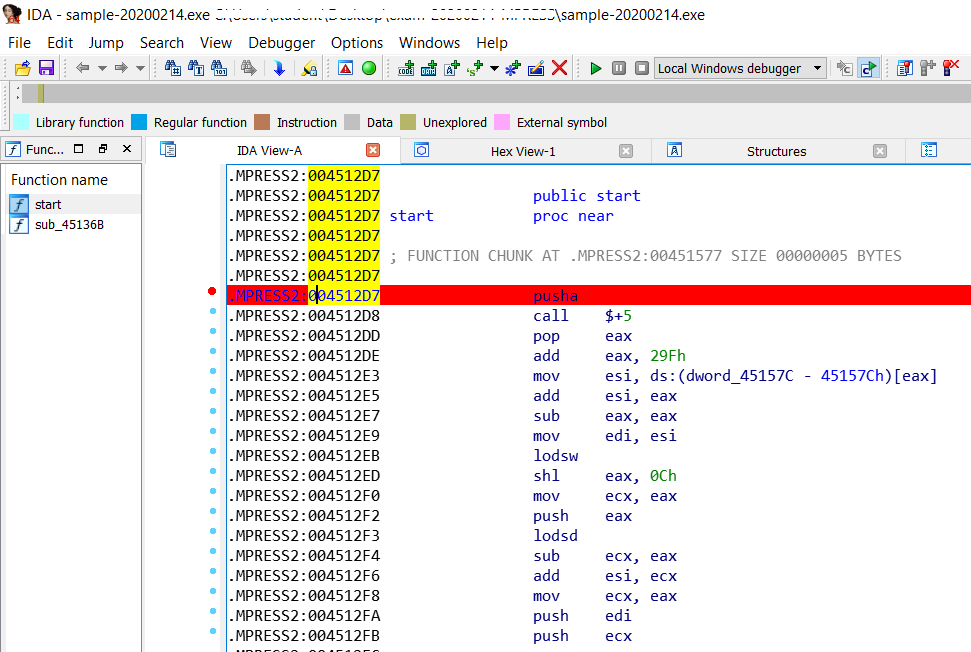 IDA - sample-20200214.exe C:\Users\student\Desktop\exam-20200214-MPRESS\sample-20200214.exe
File Edit Jump Search View Debugger Options Windows Help
Local Windows debugger
Library function Regular function Instruction Data Unexplored External symbol
Func... IDA View-A Hex View-1 Structures
Function name
start
sub_45136B
.MPRESS2:004512D7
.MPRESS2:004512D7 public start
.MPRESS2:004512D7 start proc near
.MPRESS2:004512D7
.MPRESS2:004512D7 ; FUNCTION CHUNK AT .MPRESS2:00451577 SIZE 00000005 BYTES
.MPRESS2:004512D7
.MPRESS2:004512D7 pusha
.MPRESS2:004512D8 call $+5
.MPRESS2:004512DD pop eax
.MPRESS2:004512DE add eax, 29Fh
.MPRESS2:004512E3 mov esi, ds:(dword_45157C - 45157Ch)[eax]
.MPRESS2:004512E5 add esi, eax
.MPRESS2:004512E7 sub eax, eax
.MPRESS2:004512E9 mov edi, esi
.MPRESS2:004512EB lodsw
.MPRESS2:004512ED shl eax, 0Ch
.MPRESS2:004512F0 mov ecx, eax
.MPRESS2:004512F2 push eax
.MPRESS2:004512F3 lodsd
.MPRESS2:004512F4 sub ecx, eax
.MPRESS2:004512F6 add esi, ecx
.MPRESS2:004512F8 mov ecx, eax
.MPRESS2:004512FA push edi
.MPRESS2:004512FB push ecx